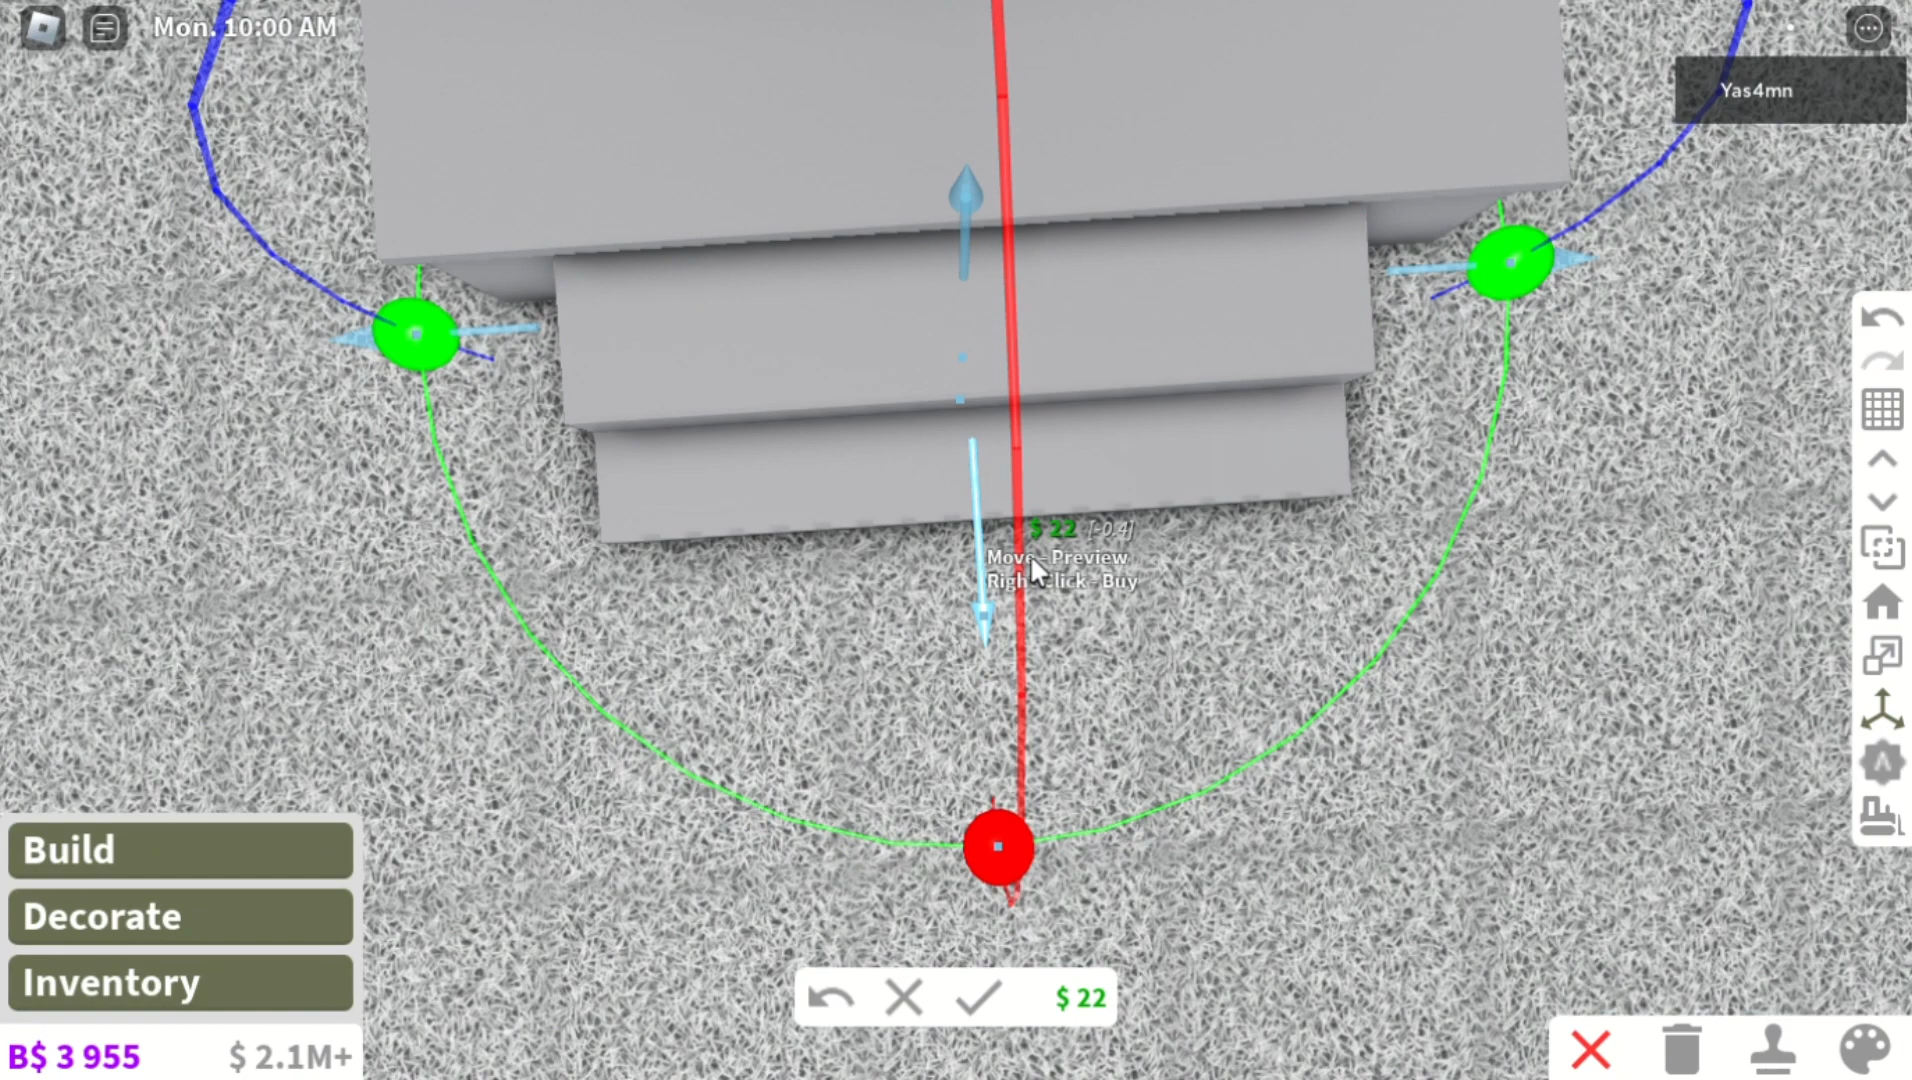 Mon. 10:00 AM
Yas4mn
$ 22 [-0.4]
Move - Preview
Right Click - Buy
Build
Decorate
Inventory
B$ 3 955
$ 2.1M+
$ 22